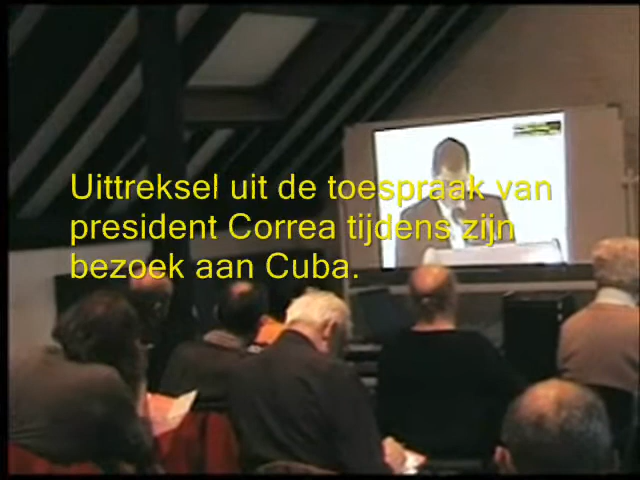 Uittreksel uit de toespraak van
president Correa tijdens zijn
bezoek aan Cuba.